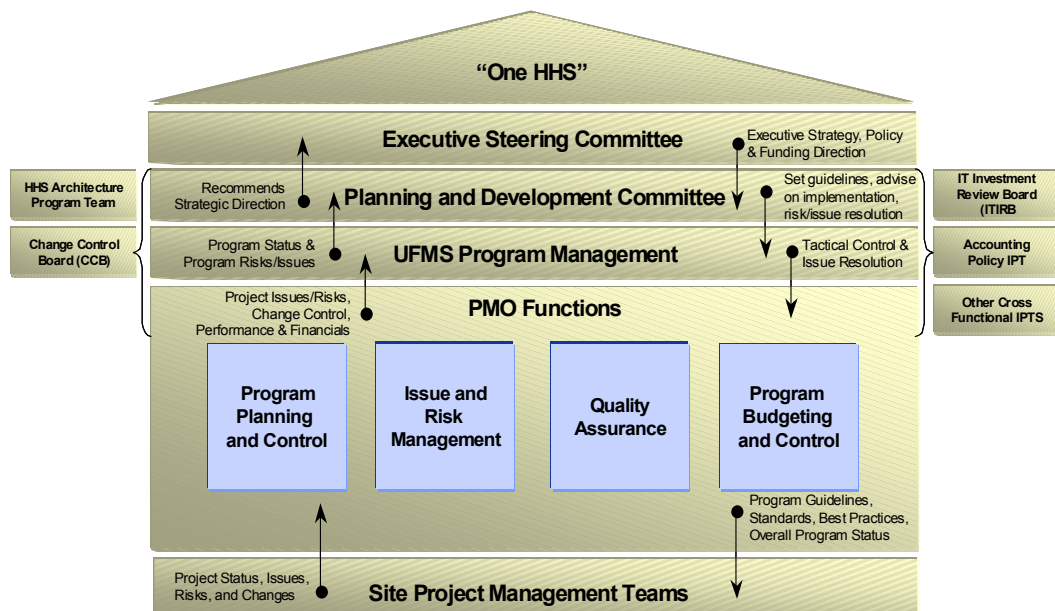 “One HHS”
Executive Steering Committee
Executive Strategy, Policy
& Funding Direction
HHS Architecture
Program Team
Recommends
Strategic Direction
Planning and Development Committee
Set guidelines, advise
on implementation,
risk/issue resolution
IT Investment
Review Board
(ITIRB
Change Control
Board (CCB)
Program Status &
Program Risks/Issues
UFMS Program Management
Tactical Control &
Issue Resolution
Accounting
Policy IPT
Project Issues/Risks,
Change Control,
Performance & Financials
PMO Functions
Other Cross
Functional IPTS
Program
Planning
and Control
Issue and
Risk
Management
Quality
Assurance
Program
Budgeting
and Control
Program Guidelines,
Standards, Best Practices,
Overall Program Status
Project Status, Issues,
Risks, and Changes
Site Project Management Teams